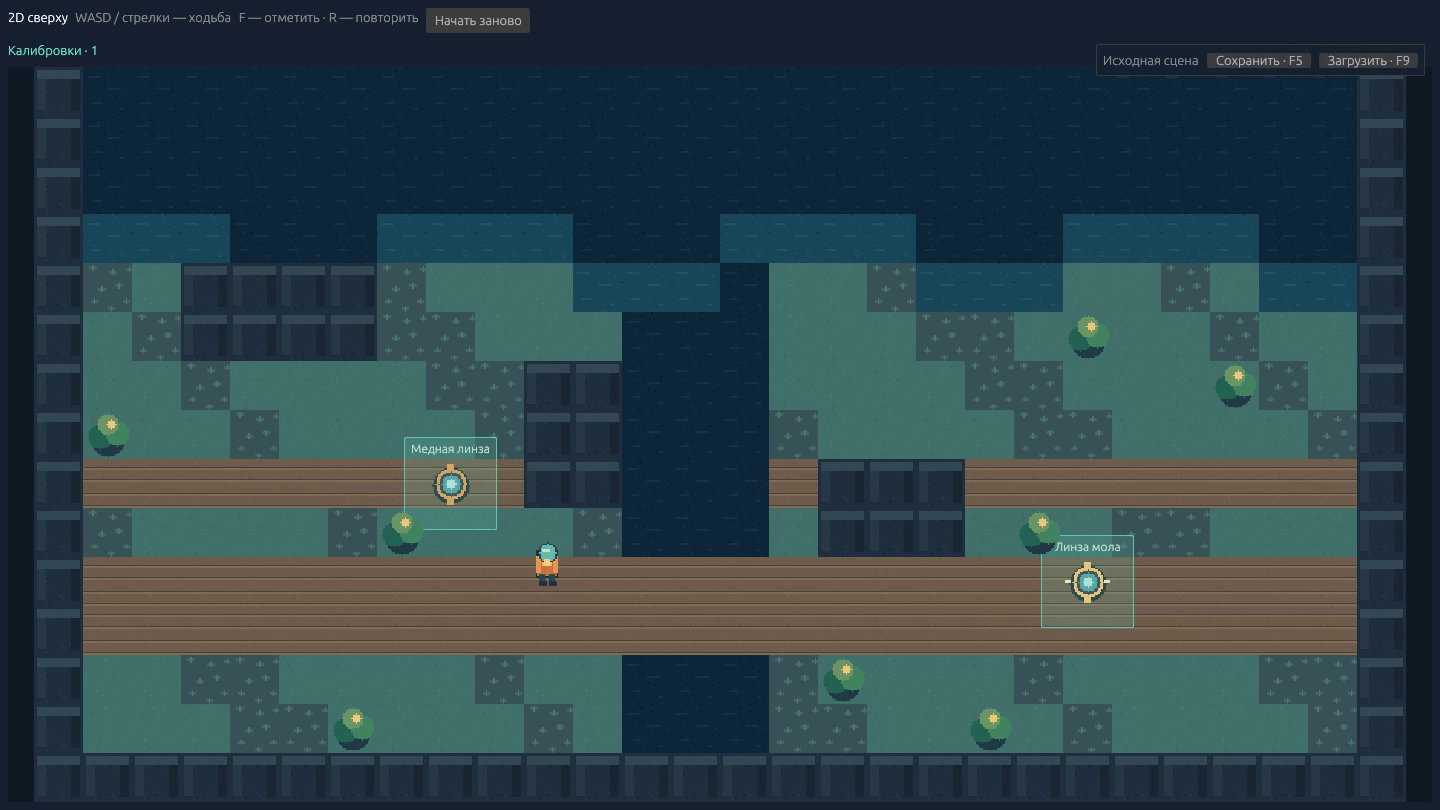 2D сверху WASD / стрелки — ходьба F — отметить · R — повторить Начать заново
Калибровки · 1
Исходная сцена Сохранить · F5 Загрузить · F9
Медная линза
Линза мола